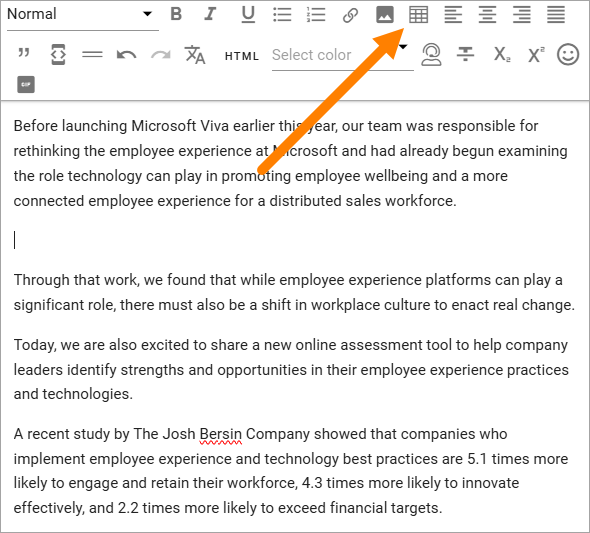 Normal B I U
HTML Select color X₂ X²
GIF
Before launching Microsoft Viva earlier this year, our team was responsible for
rethinking the employee experience at Microsoft and had already begun examining
the role technology can play in promoting employee wellbeing and a more
connected employee experience for a distributed sales workforce.
Through that work, we found that while employee experience platforms can play a
significant role, there must also be a shift in workplace culture to enact real change.
Today, we are also excited to share a new online assessment tool to help company
leaders identify strengths and opportunities in their employee experience practices
and technologies.
A recent study by The Josh Bersin Company showed that companies who
implement employee experience and technology best practices are 5.1 times more
likely to engage and retain their workforce, 4.3 times more likely to innovate
effectively, and 2.2 times more likely to exceed financial targets.